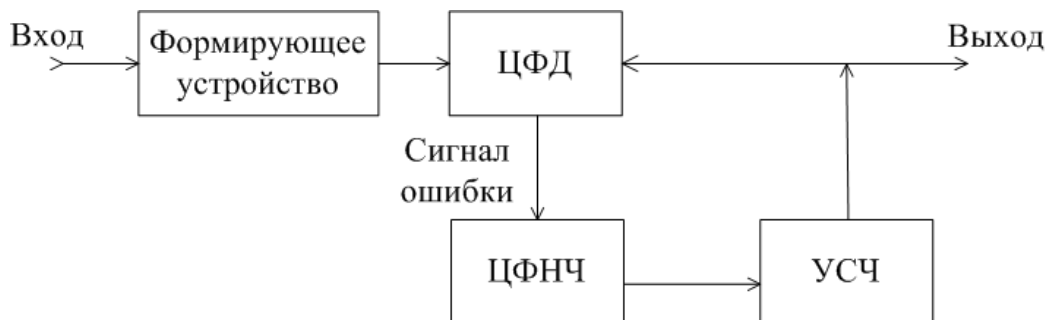 Вход
Формирующее
устройство
ЦФД
Выход
Сигнал
ошибки
ЦФНЧ
УСЧ